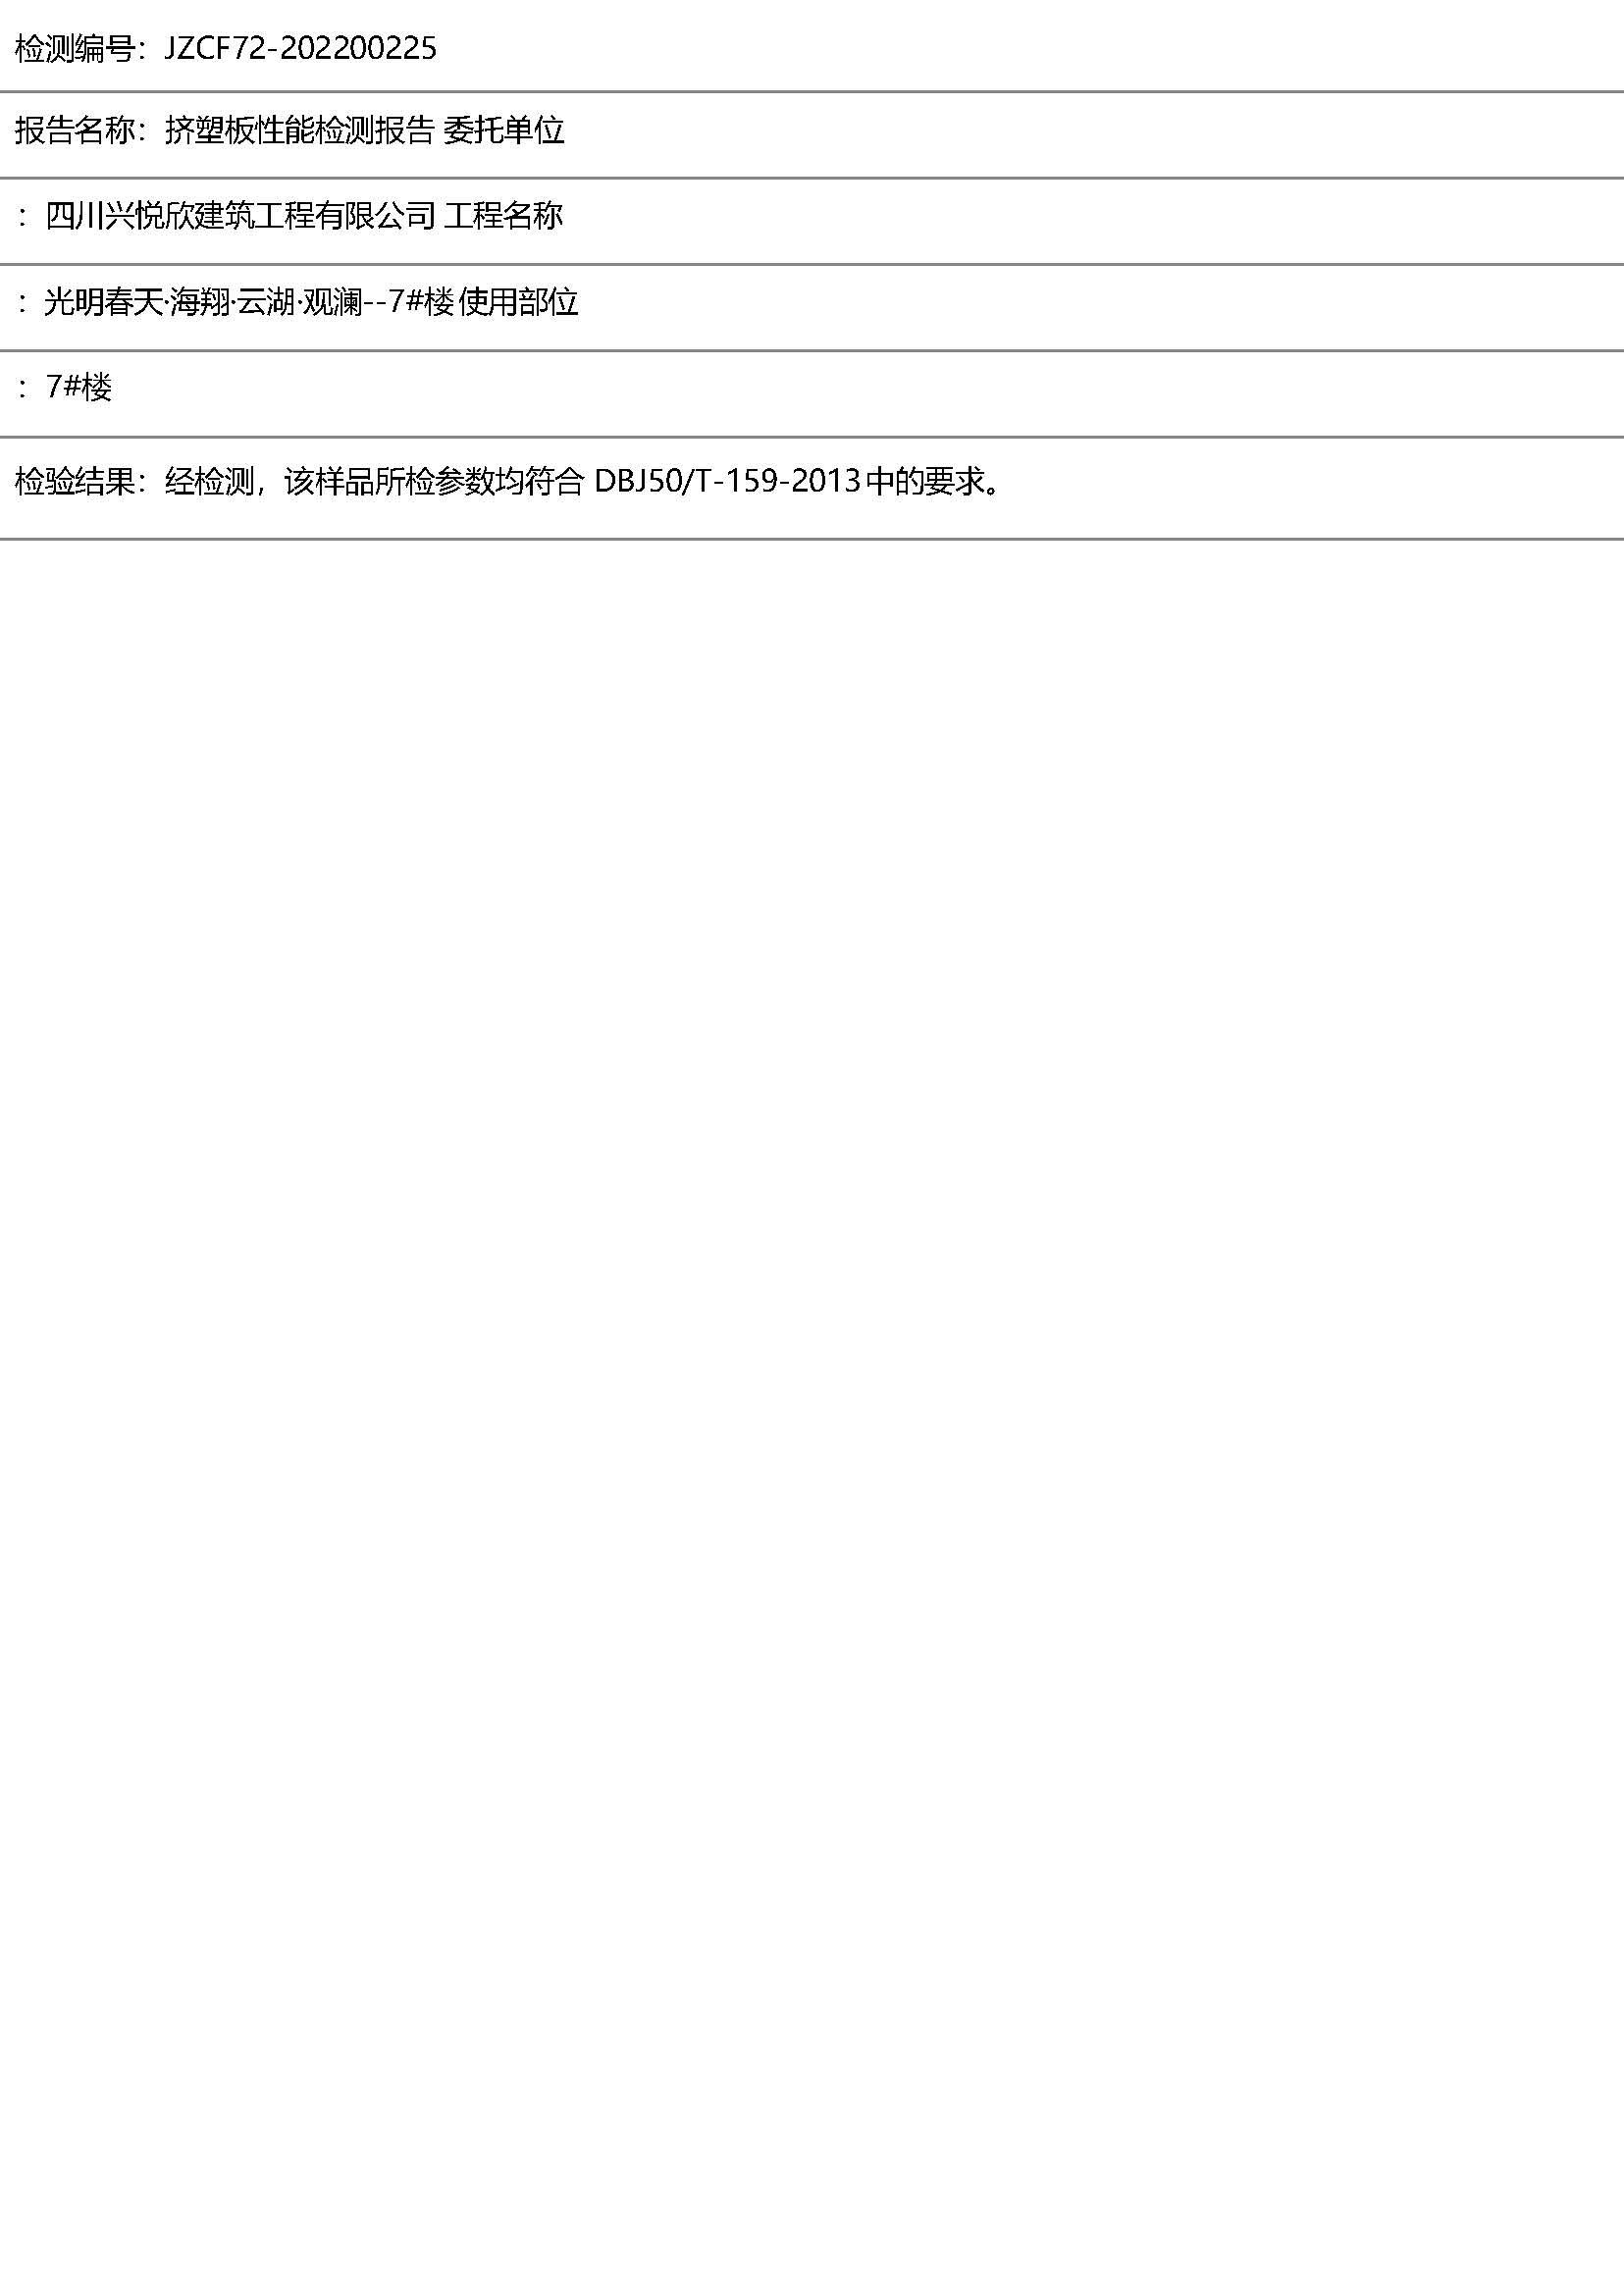 检测编号：JZCF72-202200225
报告名称：挤塑板性能检测报告 委托单位
：四川兴悦欣建筑工程有限公司 工程名称
：光明春天·海翔·云湖·观澜--7#楼 使用部位
：7#楼
检验结果：经检测，该样品所检参数均符合 DBJ50/T-159-2013 中的要求。